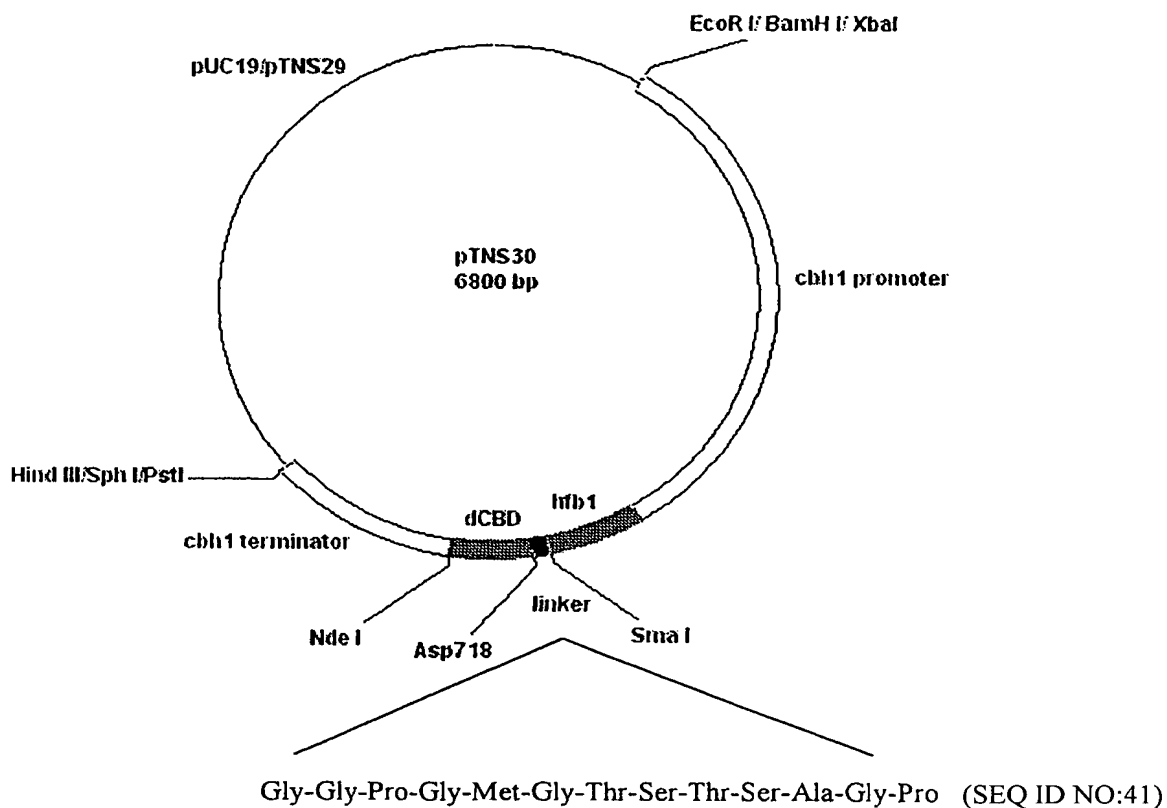 EcoR I/ BamH I/ XbaI
pUC19/pTNS29
pTNS30
6800 bp
cbh1 promoter
Hind III/Sph I/PstI
dCBD
hfb1
cbh1 terminator
linker
Nde I
Asp718
Sma I
Gly-Gly-Pro-Gly-Met-Gly-Thr-Ser-Thr-Ser-Ala-Gly-Pro (SEQ ID NO:41)